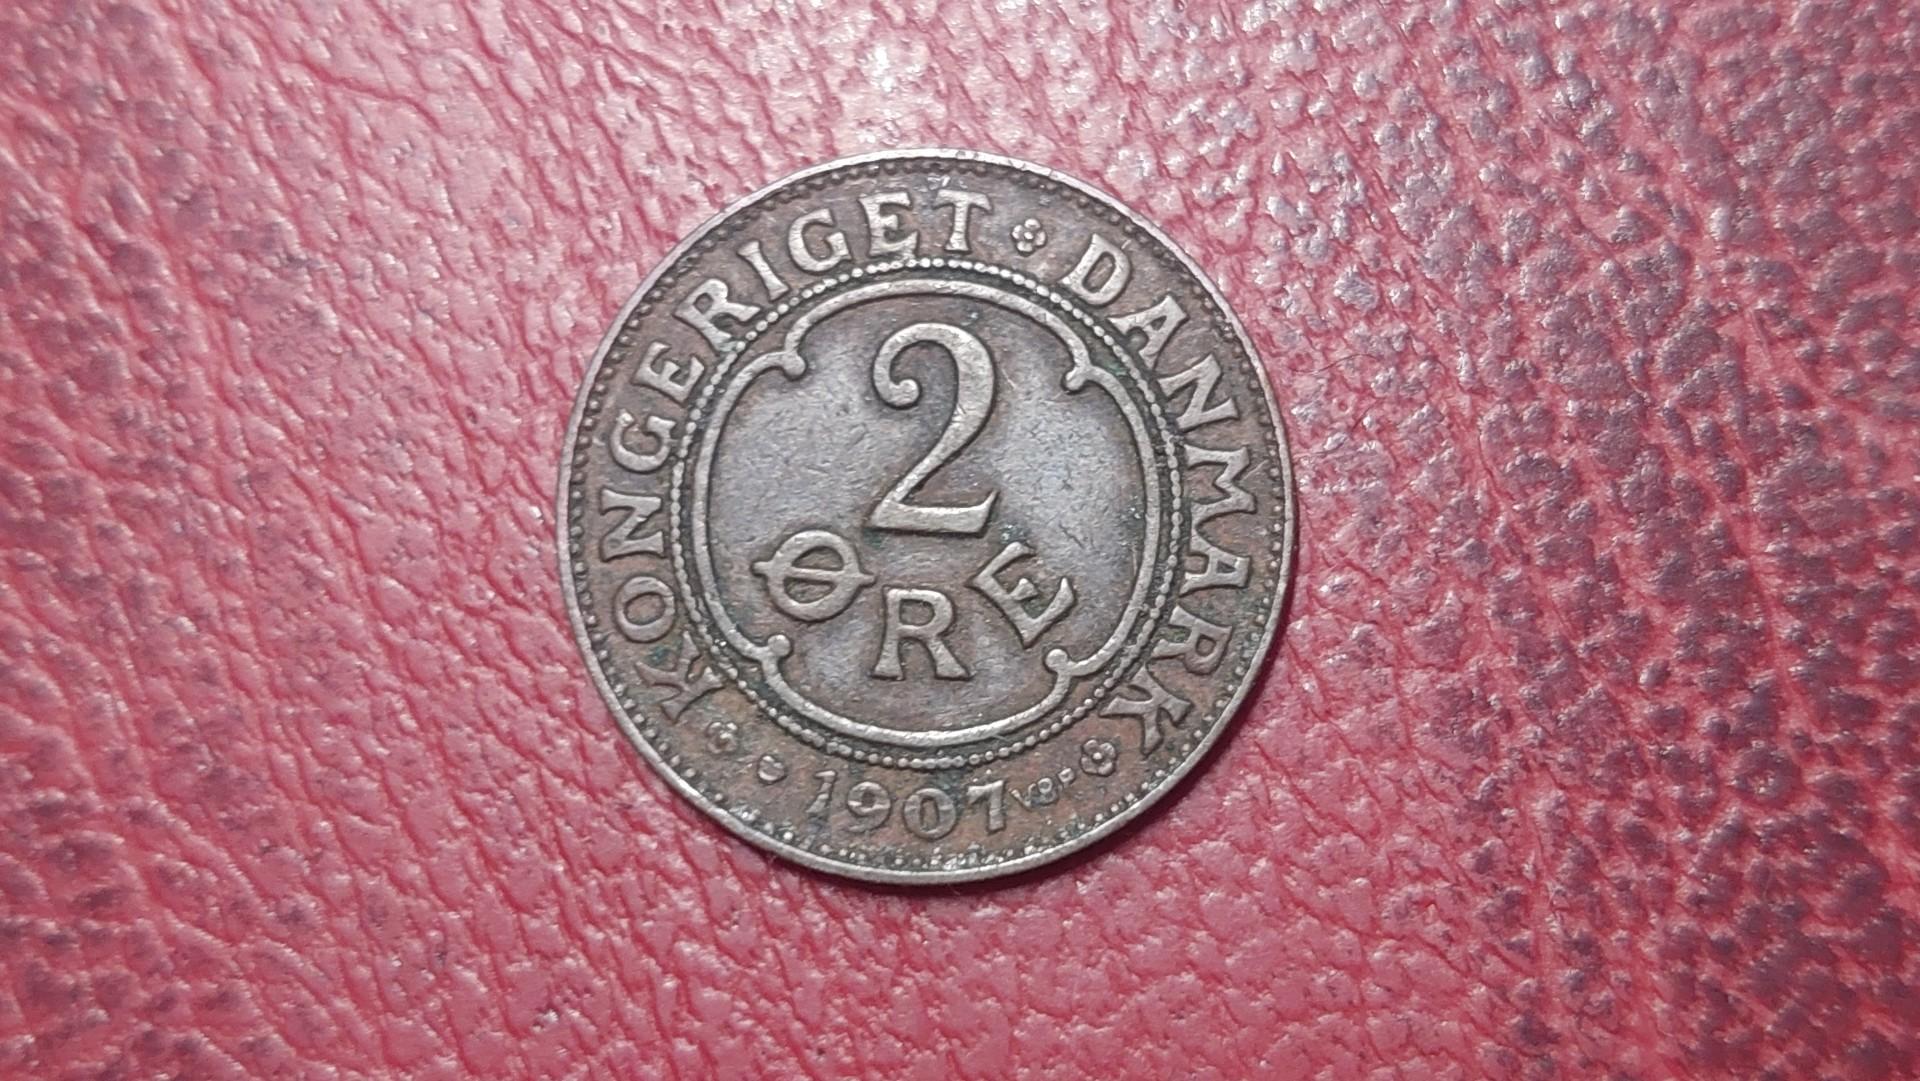 KONGERIGET DANMARK
2
ØRE
1907 VBP